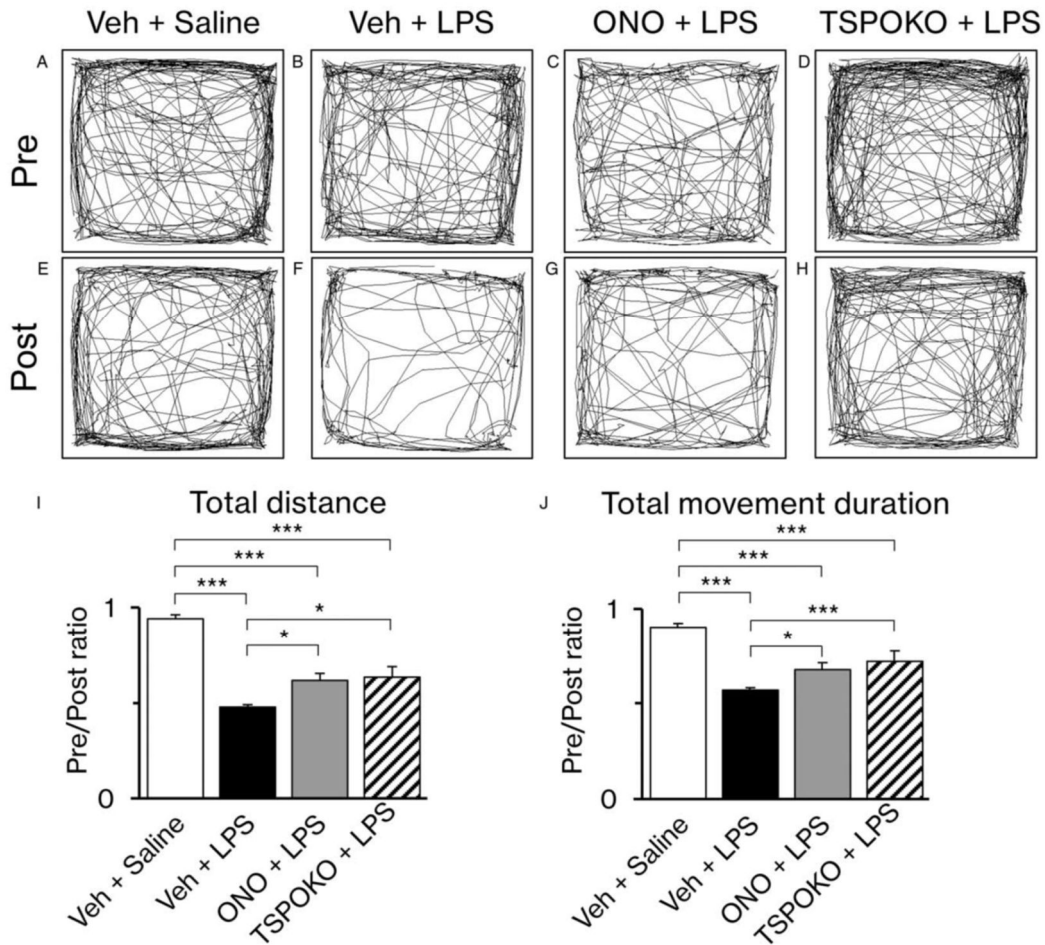 Veh + Saline Veh + LPS ONO + LPS TSPOKO + LPS
A B C D
Pre
E F G H
Post
I Total distance
***
***
***
*
*
Pre/Post ratio
1
0
Veh + Saline
Veh + LPS
ONO + LPS
TSPOKO + LPS
J Total movement duration
***
***
***
***
*
Pre/Post ratio
1
0
Veh + Saline
Veh + LPS
ONO + LPS
TSPOKO + LPS